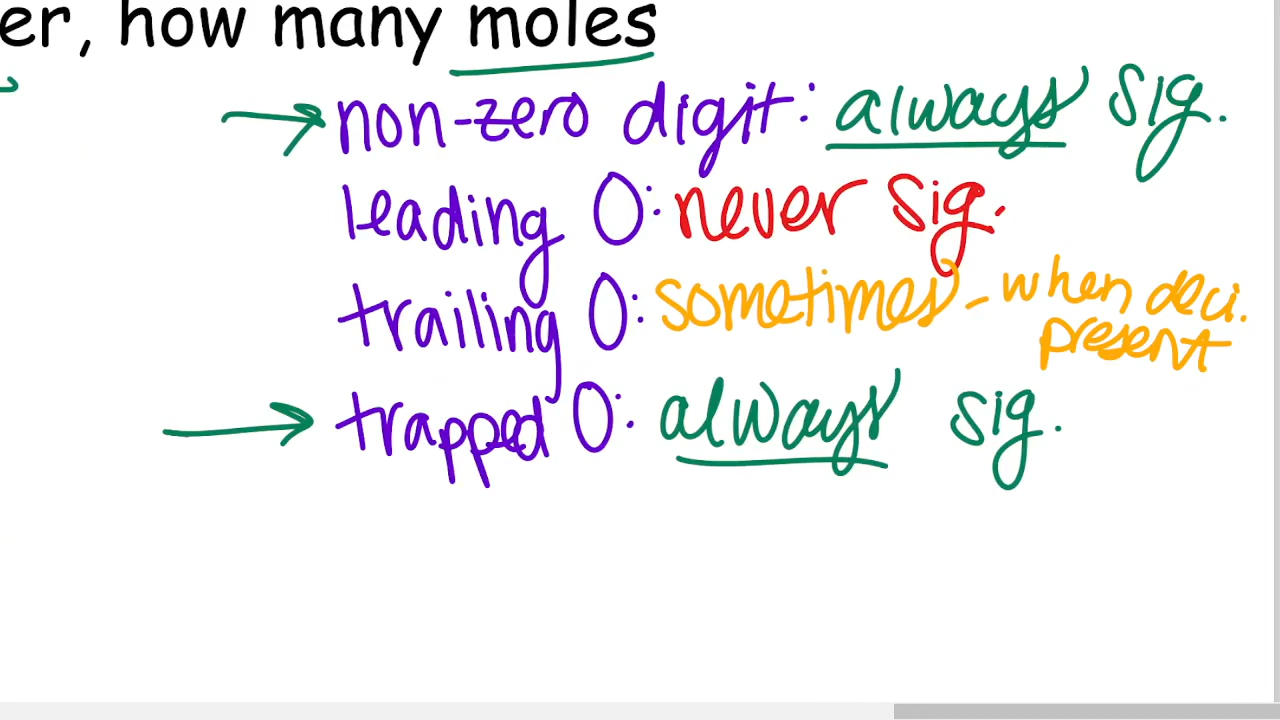 er, how many moles
non-zero digit: always sig.
leading 0: never sig.
trailing 0: sometimes - when deci.
present
trapped 0: always sig.